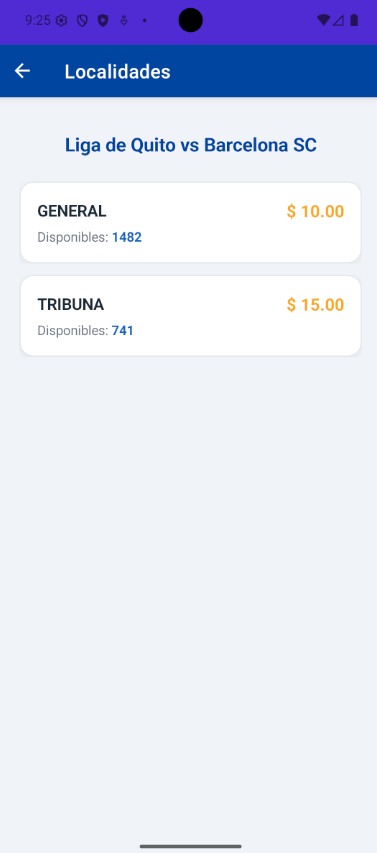 9:25
Localidades
Liga de Quito vs Barcelona SC
GENERAL
$ 10.00
Disponibles: 1482
TRIBUNA
$ 15.00
Disponibles: 741